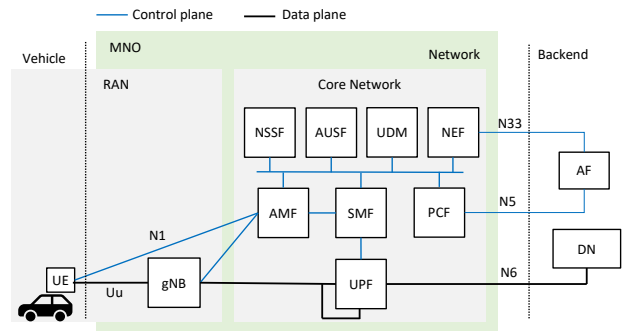 Control plane
Data plane
MNO
Vehicle
Network
Backend
RAN
Core Network
NSSF
AUSF
UDM
NEF
N33
AF
AMF
SMF
PCF
N5
N1
DN
UE
Uu
gNB
UPF
N6